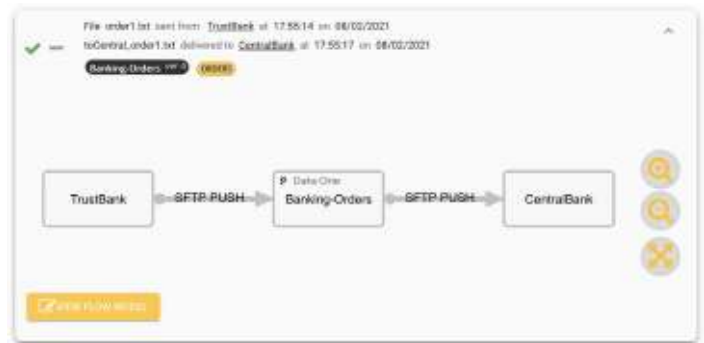 File order1.txt sent from TrustBank at 17:55:14 on 08/02/2021
toCentral_order1.txt delivered to CentralBank at 17:55:17 on 08/02/2021
Banking-Orders ORDERS
TrustBank SFTP PUSH Data One Banking-Orders SFTP PUSH CentralBank
VIEW FLOW MODEL